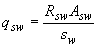 q_sw = R_sw A_sw / s_w